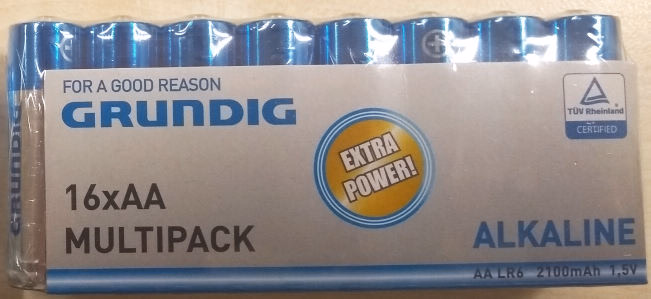 FOR A GOOD REASON
GRUNDIG
TÜV Rheinland®
CERTIFIED
EXTRA
POWER!
16xAA
MULTIPACK
ALKALINE
AA LR6 2100mAh 1,5V
GRUNDIG